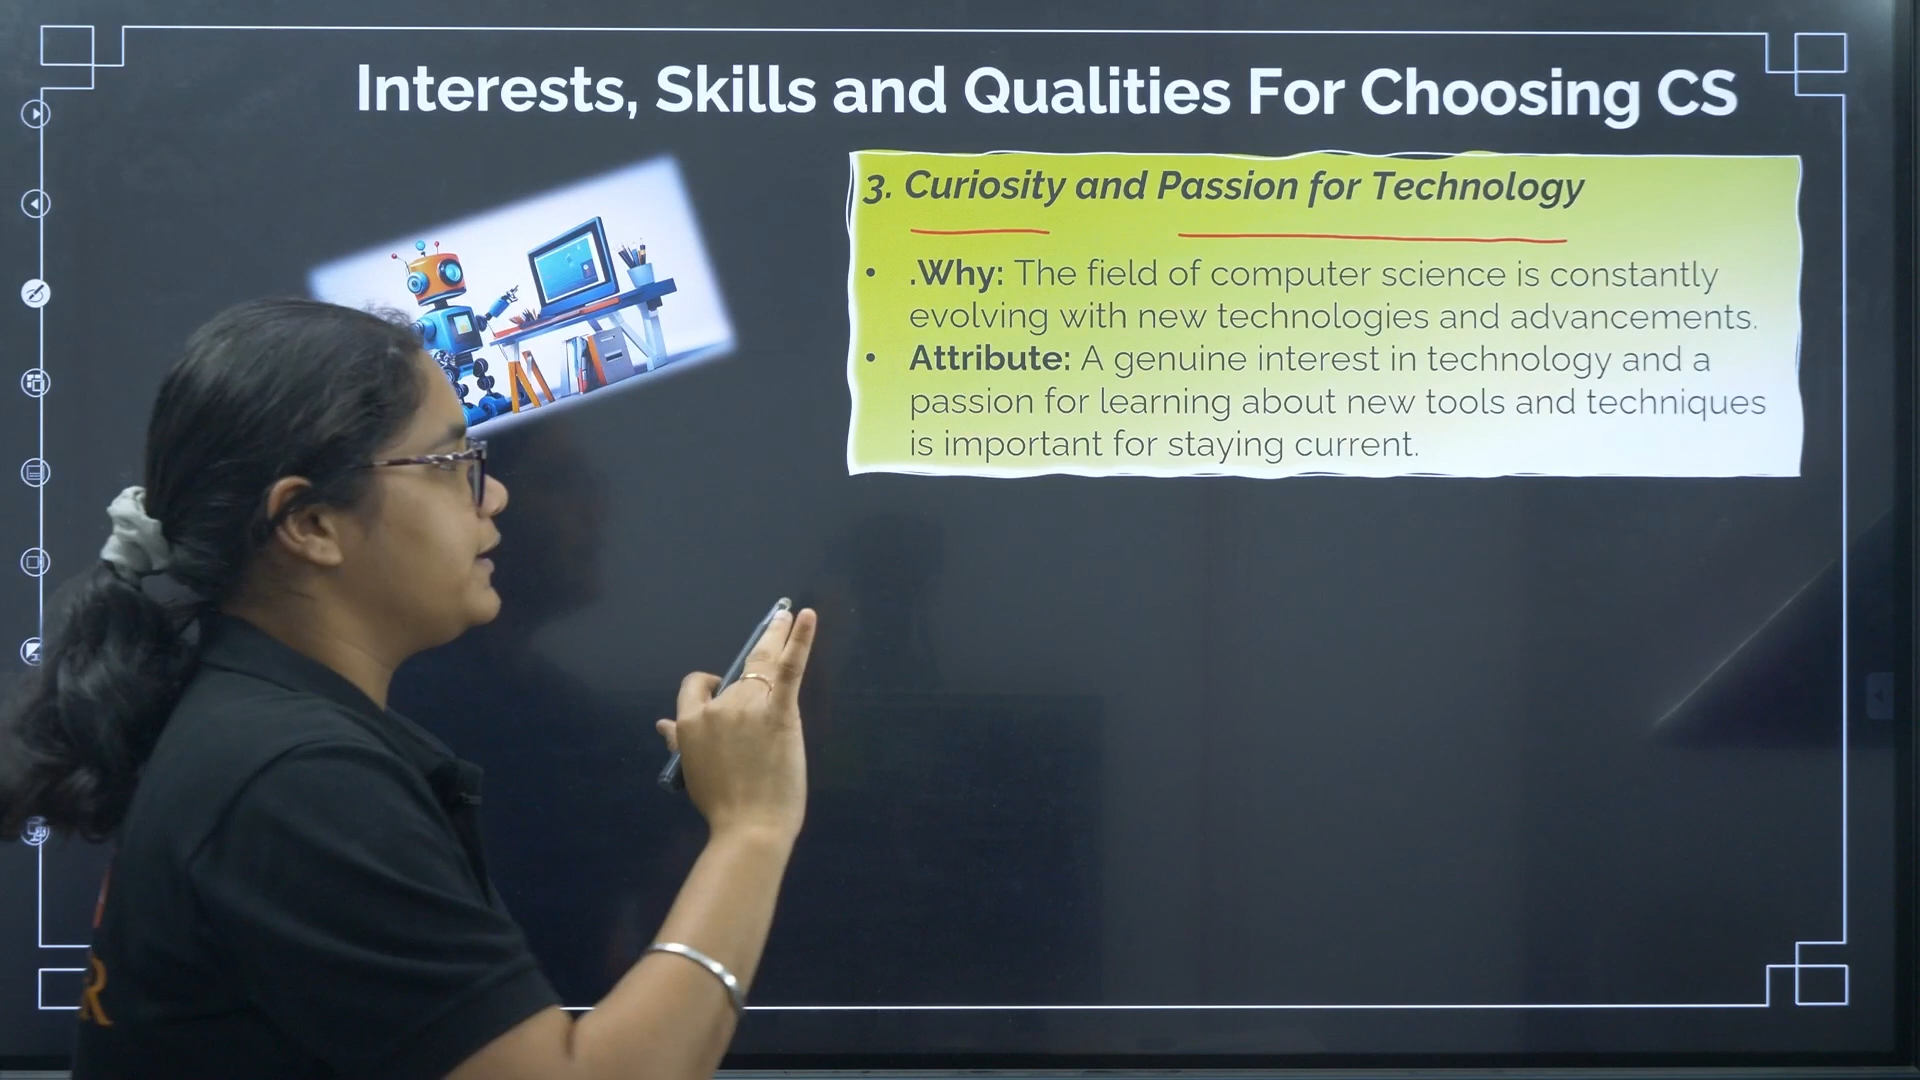 Interests, Skills and Qualities For Choosing CS
3. Curiosity and Passion for Technology
• .Why: The field of computer science is constantly
evolving with new technologies and advancements.
• Attribute: A genuine interest in technology and a
passion for learning about new tools and techniques
is important for staying current.
R